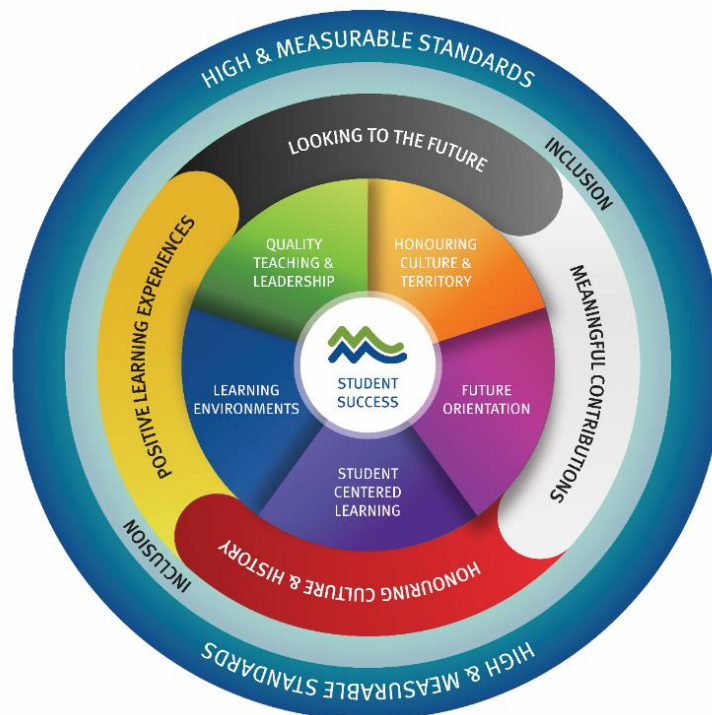 HIGH & MEASURABLE STANDARDS
INCLUSION
LOOKING TO THE FUTURE
MEANINGFUL CONTRIBUTIONS
HONOURING CULTURE & HISTORY
POSITIVE LEARNING EXPERIENCES
QUALITY
TEACHING &
LEADERSHIP
HONOURING
CULTURE &
TERRITORY
LEARNING
ENVIRONMENTS
STUDENT
SUCCESS
FUTURE
ORIENTATION
STUDENT
CENTERED
LEARNING
INCLUSION
HIGH & MEASURABLE STANDARDS